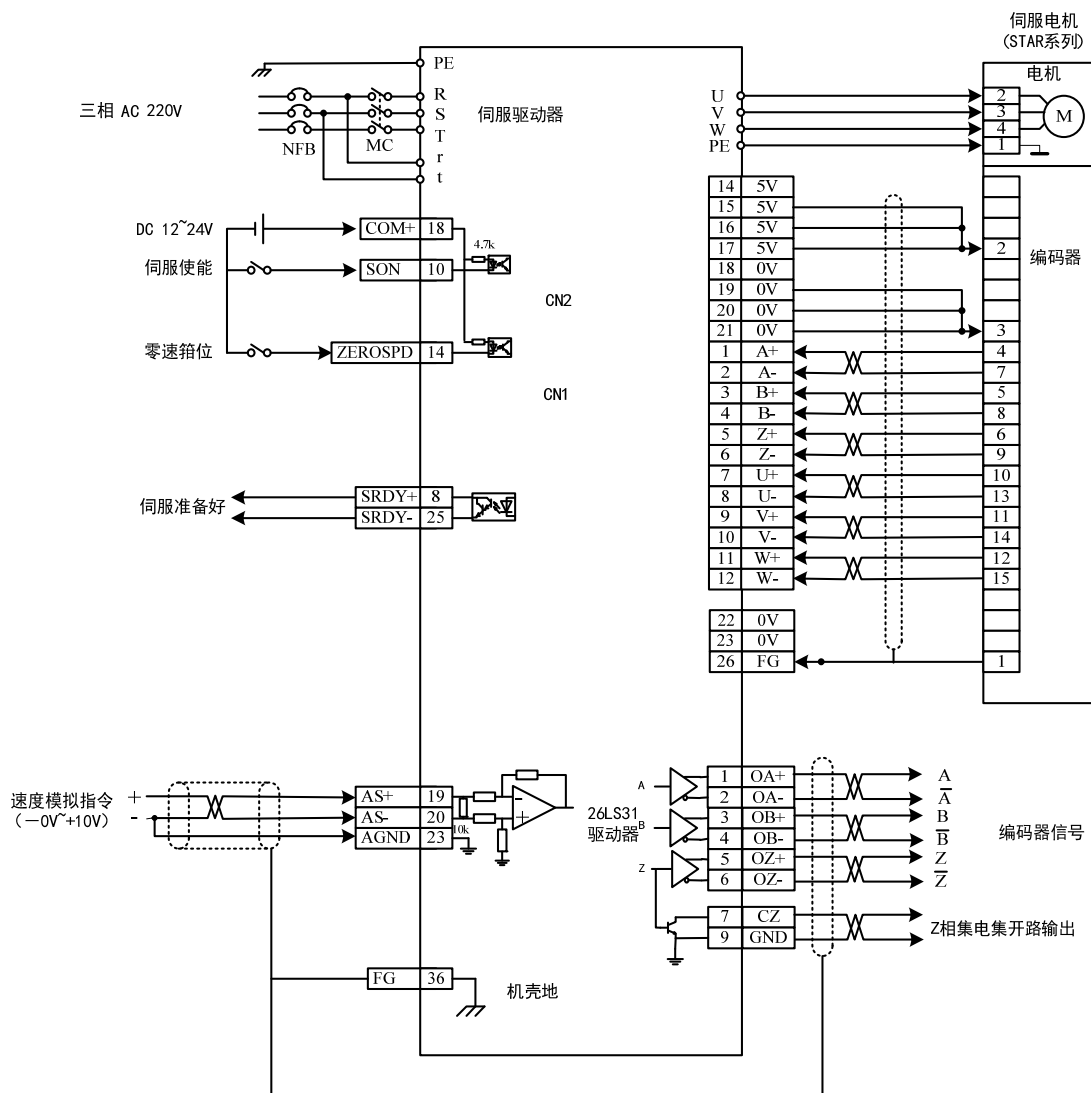 伺服电机
(STAR系列)
电机
三相 AC 220V
NFB
MC
PE
R
S
T
r
t
伺服驱动器
U
V
W
PE
2
3
4
1
M
DC 12~24V
COM+ 18
4.7k
伺服使能
SON 10
CN2
零速箝位
ZEROSPD 14
CN1
伺服准备好
SRDY+ 8
SRDY- 25
14 5V
15 5V
16 5V
17 5V 2
编码器
18 0V
19 0V
20 0V
21 0V 3
1 A+ 4
2 A- 7
3 B+ 5
4 B- 8
5 Z+ 6
6 Z- 9
7 U+ 10
8 U- 13
9 V+ 11
10 V- 14
11 W+ 12
12 W- 15
22 0V
23 0V
26 FG 1
速度模拟指令
(－0V~+10V)
+
-
AS+ 19
AS- 20
AGND 23
10k
-
+
26LS31
驱动器
A
B
Z
1 OA+ A
2 OA- A̅
3 OB+ B
4 OB- B̅
5 OZ+ Z
6 OZ- Z̅
编码器信号
7 CZ
9 GND
Z相集电集开路输出
FG 36
机壳地